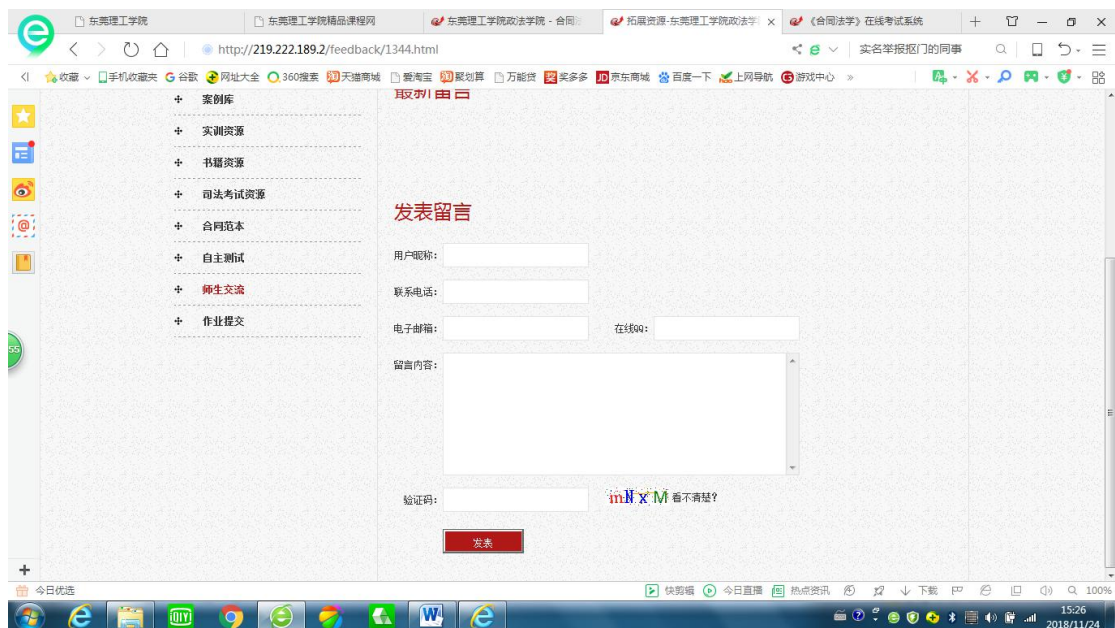 东莞理工学院
东莞理工学院精品课程网
东莞理工学院政法学院 - 合同
拓展资源-东莞理工学院政法学
《合同法》在线考试系统
http://219.222.189.2/feedback/1344.html
实名举报抠门的同事
收藏
手机收藏夹
谷歌
网址大全
360搜索
天猫商城
爱淘宝
聚划算
万能贷
奖多多
京东商城
百度一下
上网导航
游戏中心
案例库
最新留言
实训资源
书籍资源
司法考试资源
合同范本
自主测试
师生交流
作业提交
发表留言
用户昵称:
联系电话:
电子邮箱:
在线QQ:
留言内容:
验证码:
mNxM
看不清楚?
发表
55
今日优选
快剪辑
今日直播
热点资讯
下载
100%
15:26
2018/11/24